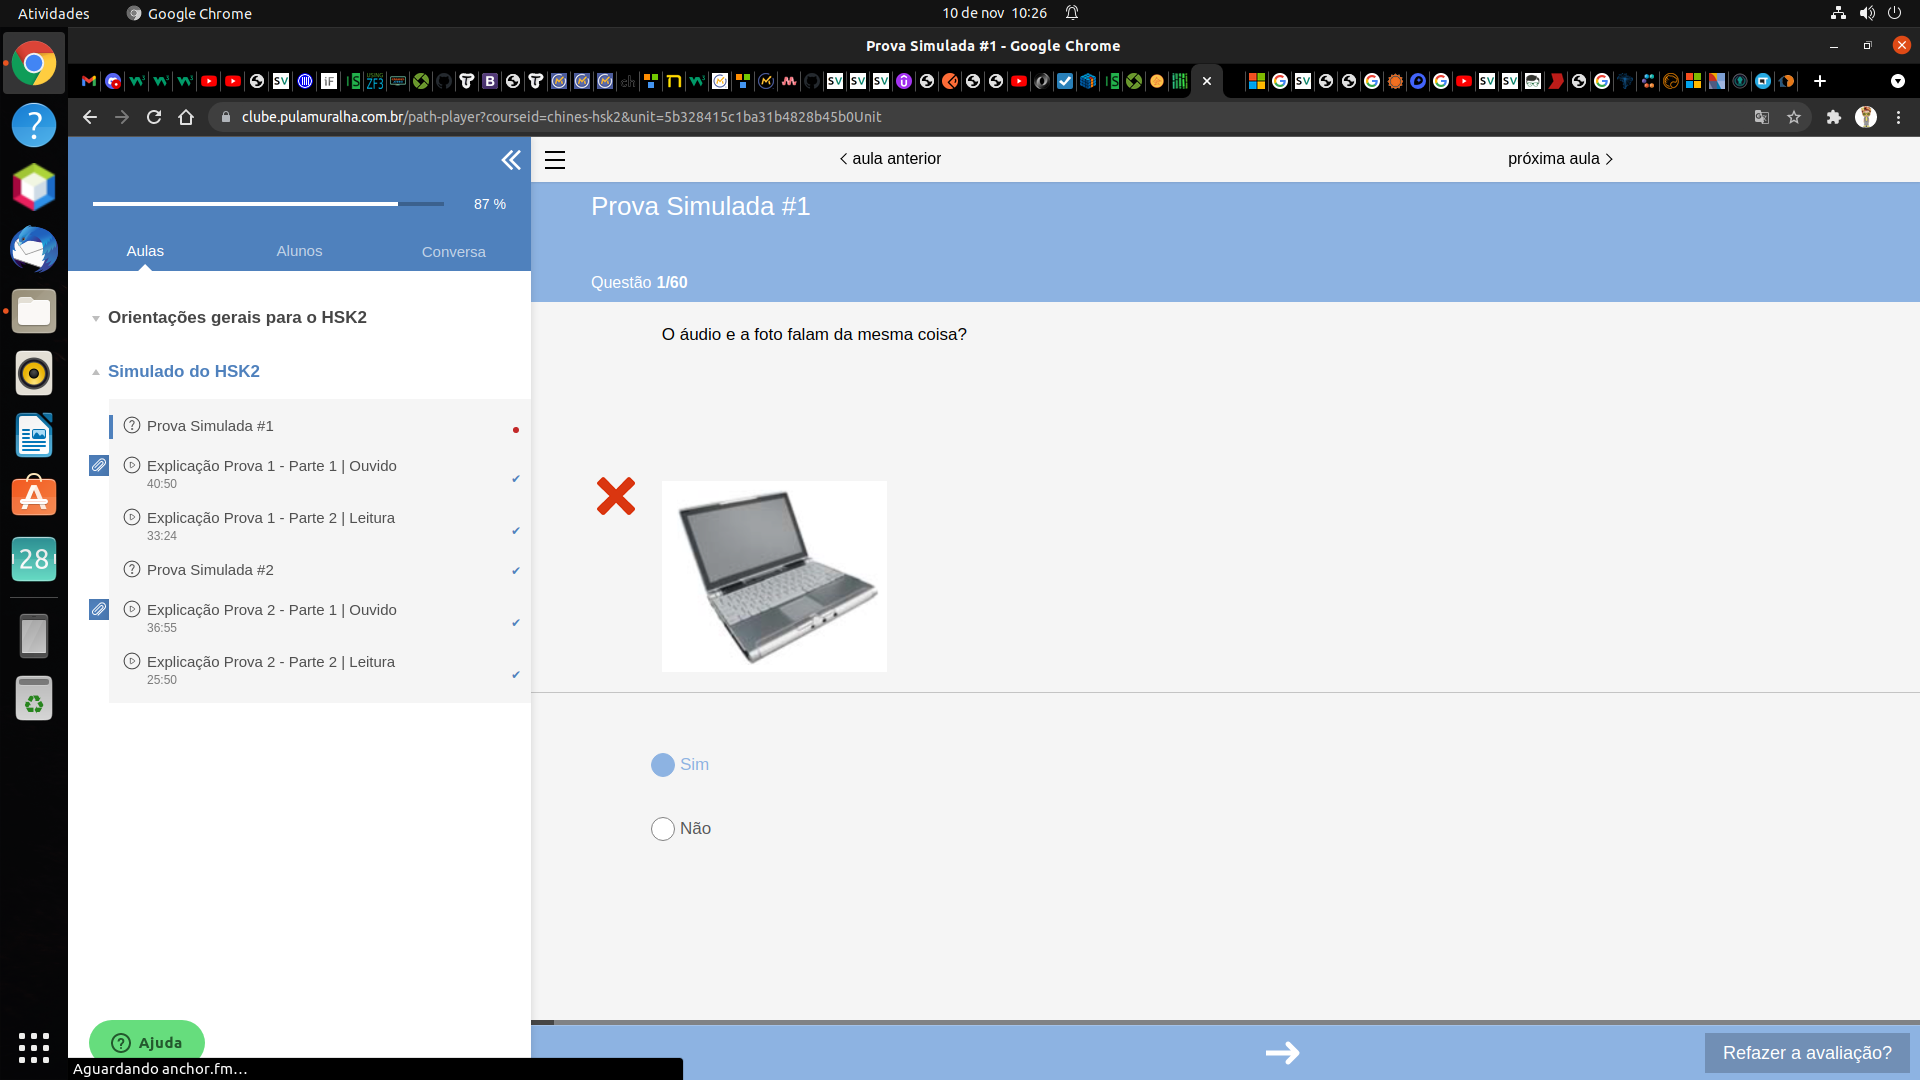 Atividades
Google Chrome
10 de nov 10:26
Prova Simulada #1 - Google Chrome
clube.pulamuralha.com.br/path-player?courseid=chines-hsk2&unit=5b328415c1ba31b4828b45b0Unit
87 %
Aulas
Alunos
Conversa
Orientações gerais para o HSK2
Simulado do HSK2
Prova Simulada #1
Explicação Prova 1 - Parte 1 | Ouvido
40:50
Explicação Prova 1 - Parte 2 | Leitura
33:24
Prova Simulada #2
Explicação Prova 2 - Parte 1 | Ouvido
36:55
Explicação Prova 2 - Parte 2 | Leitura
25:50
Ajuda
Aguardando anchor.fm...
28
aula anterior
próxima aula
Prova Simulada #1
Questão 1/60
O áudio e a foto falam da mesma coisa?
Sim
Não
Refazer a avaliação?